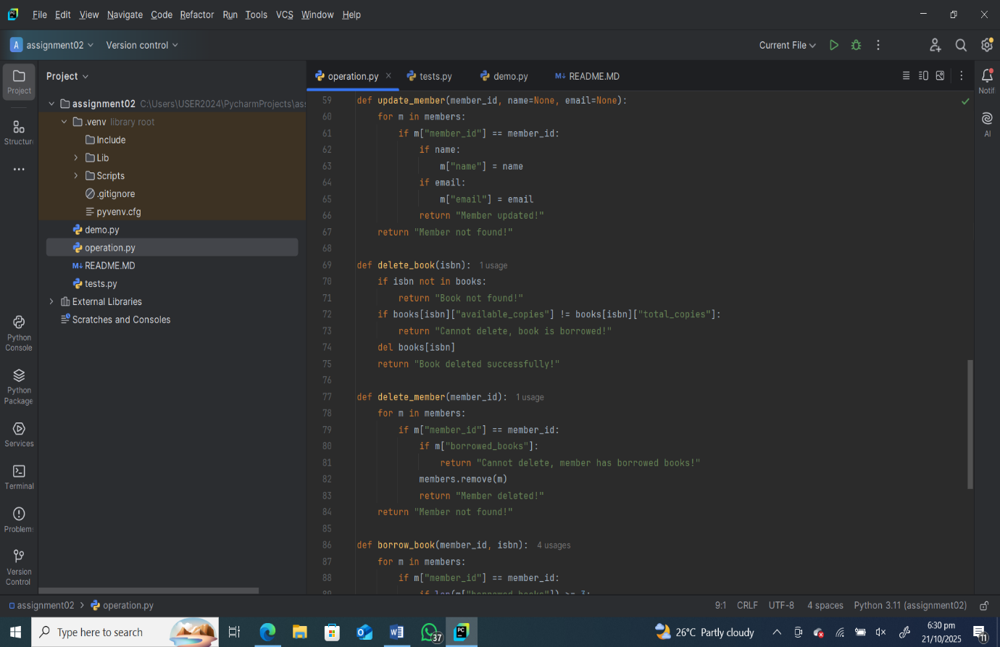 File Edit View Navigate Code Refactor Run Tools VCS Window Help
A assignment02 Version control Current File
Project
Project
Structure
Python Console
Python Package
Services
Terminal
Problem
Version Control
assignment02 C:\Users\USER2024\PycharmProjects\ass
.venv library root
Include
Lib
Scripts
.gitignore
pyvenv.cfg
demo.py
operation.py
README.MD
tests.py
External Libraries
Scratches and Consoles
operation.py tests.py demo.py README.MD
Notif
AI
59 def update_member(member_id, name=None, email=None):
60 for m in members:
61 if m["member_id"] == member_id:
62 if name:
63 m["name"] = name
64 if email:
65 m["email"] = email
66 return "Member updated!"
67 return "Member not found!"
68
69 def delete_book(isbn): 1 usage
70 if isbn not in books:
71 return "Book not found!"
72 if books[isbn]["available_copies"] != books[isbn]["total_copies"]:
73 return "Cannot delete, book is borrowed!"
74 del books[isbn]
75 return "Book deleted successfully!"
76
77 def delete_member(member_id): 1 usage
78 for m in members:
79 if m["member_id"] == member_id:
80 if m["borrowed_books"]:
81 return "Cannot delete, member has borrowed books!"
82 members.remove(m)
83 return "Member deleted!"
84 return "Member not found!"
85
86 def borrow_book(member_id, isbn): 4 usages
87 for m in members:
88 if m["member_id"] == member_id:
89 if len(m["borrowed_books"]) >= 3:
assignment02 > operation.py 9:1 CRLF UTF-8 4 spaces Python 3.11 (assignment02)
Type here to search 37 PC 26°C Partly cloudy 6:30 pm
21/10/2025 11